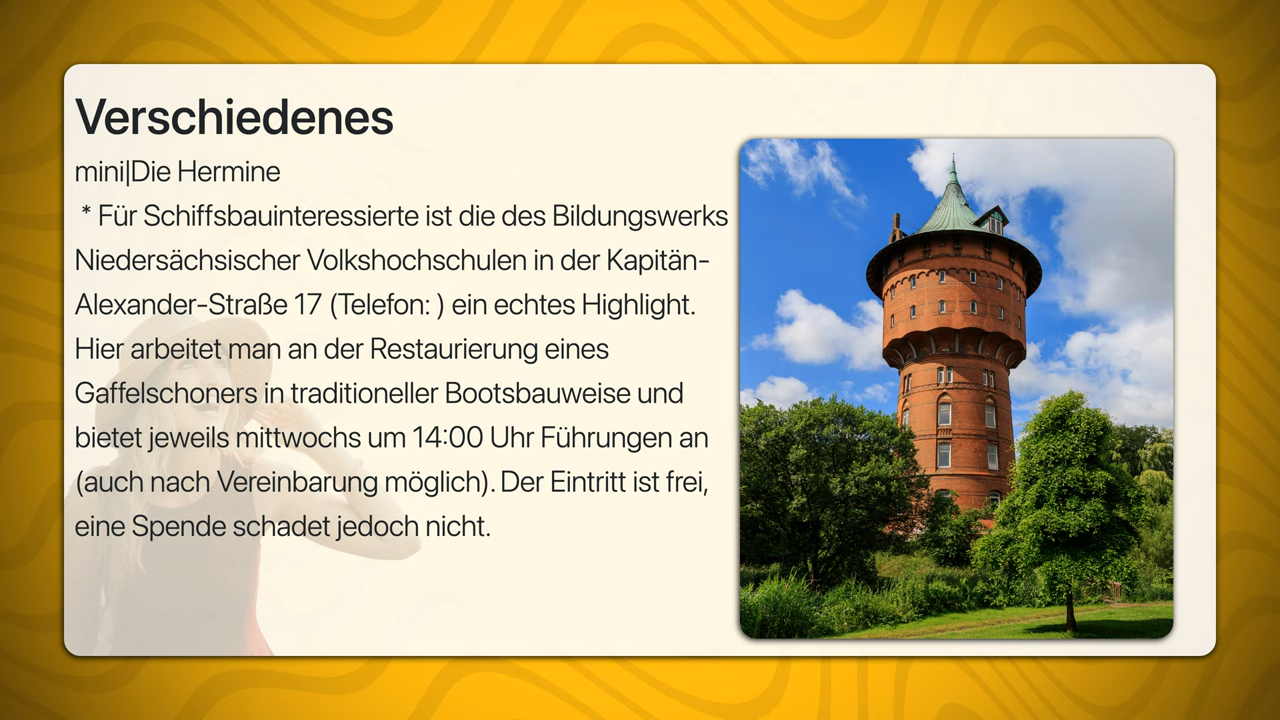 Verschiedenes
mini|Die Hermine
* Für Schiffsbauinteressierte ist die des Bildungswerks
Niedersächsischer Volkshochschulen in der Kapitän-
Alexander-Straße 17 (Telefon: ) ein echtes Highlight.
Hier arbeitet man an der Restaurierung eines
Gaffelschoners in traditioneller Bootsbauweise und
bietet jeweils mittwochs um 14:00 Uhr Führungen an
(auch nach Vereinbarung möglich). Der Eintritt ist frei,
eine Spende schadet jedoch nicht.